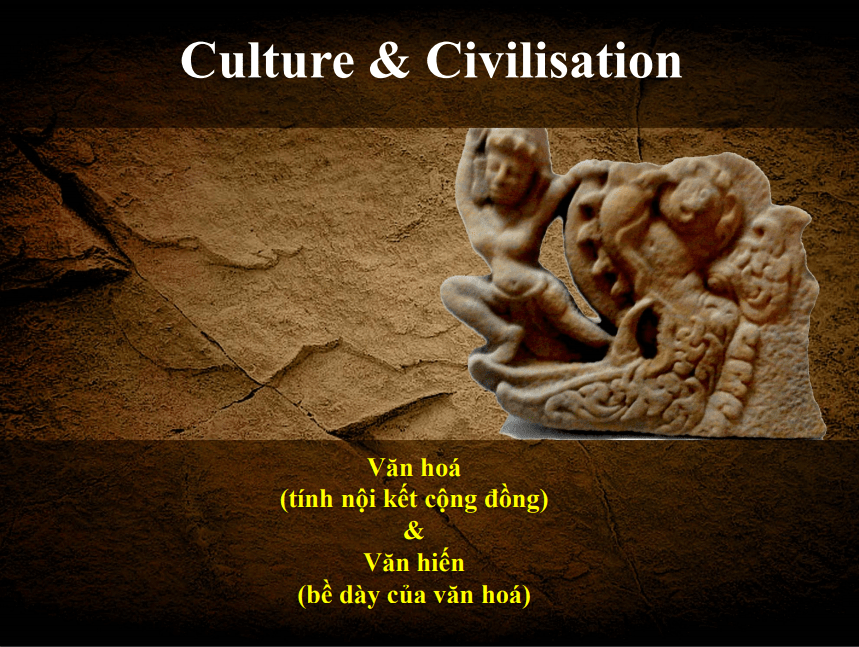 Culture & Civilisation
Văn hoá
(tính nội kết cộng đồng)
&
Văn hiến
(bề dày của văn hoá)